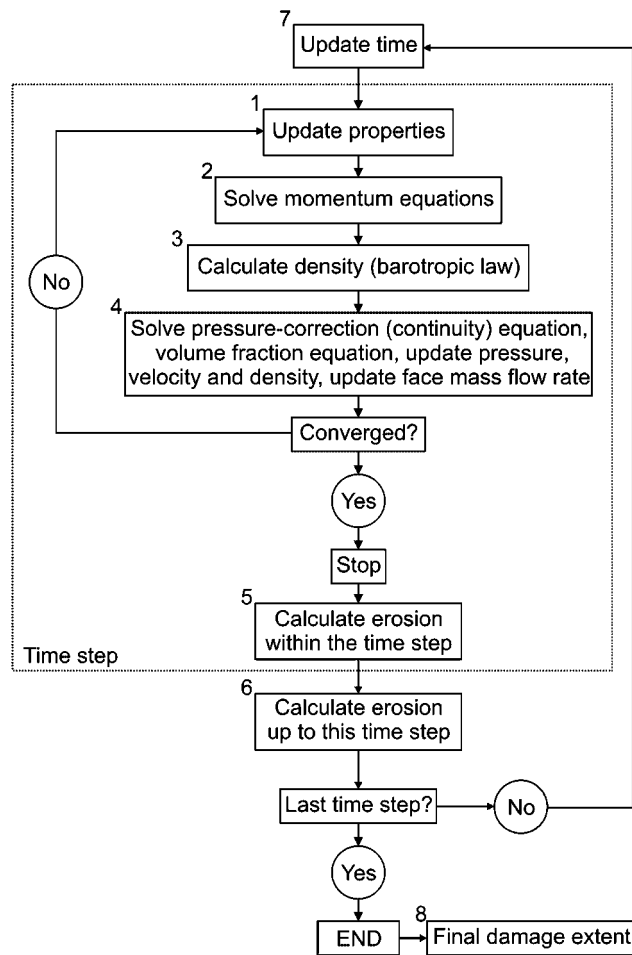 7
Update time
1
Update properties
2
Solve momentum equations
3
Calculate density (barotropic law)
No
4
Solve pressure-correction (continuity) equation,
volume fraction equation, update pressure,
velocity and density, update face mass flow rate
Converged?
Yes
Stop
5
Calculate erosion
within the time step
Time step
6
Calculate erosion
up to this time step
Last time step?
No
Yes
END
8
Final damage extent